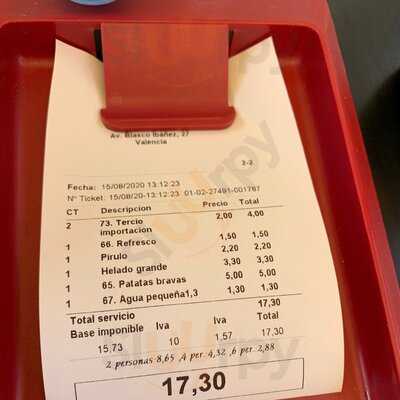 Av. Blasco Ibáñez, 27
Valencia
2-2
Fecha: 15/08/2020 13:12:23
Nº Ticket: 15/08/20-13:12:23 01-02-27491-001767
CT Descripcion Precio Total
2 73. Tercio importacion 2,00 4,00
1 66. Refresco 1,50 1,50
1 Pirulo 2,20 2,20
1 Helado grande 3,30 3,30
1 65. Patatas bravas 5,00 5,00
1 67. Agua pequeña1,3 1,30 1,30
Total servicio 17,30
Base imponible Iva Iva Total
15,73 10 1,57 17,30
2 personas 8,65 ,4 per. 4,32 ,6 per. 2,88
17,30